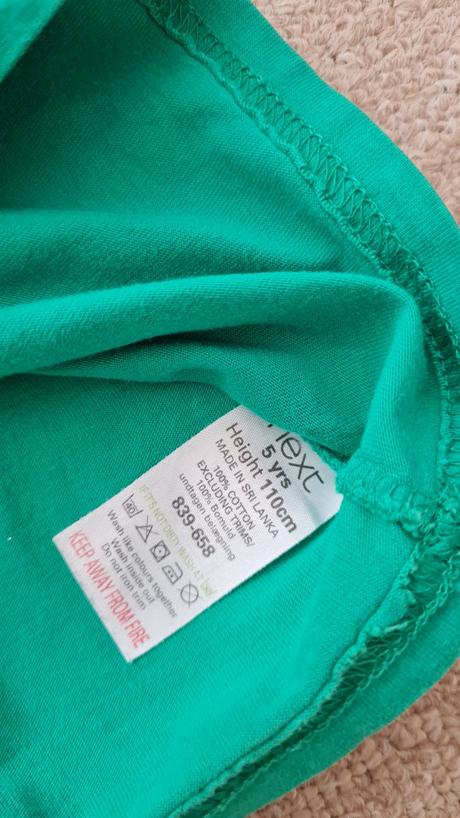 next
5 yrs
Height 110cm
MADE IN SRI LANKA
100% COTTON
EXCLUDING TRIMS/
100% Bomuld
undtagen belægning
839-658
IF IT'S NOT DIRTY WASH AT 30°
40
Wash like colours together
Wash inside out
Do not iron trim
KEEP AWAY FROM FIRE